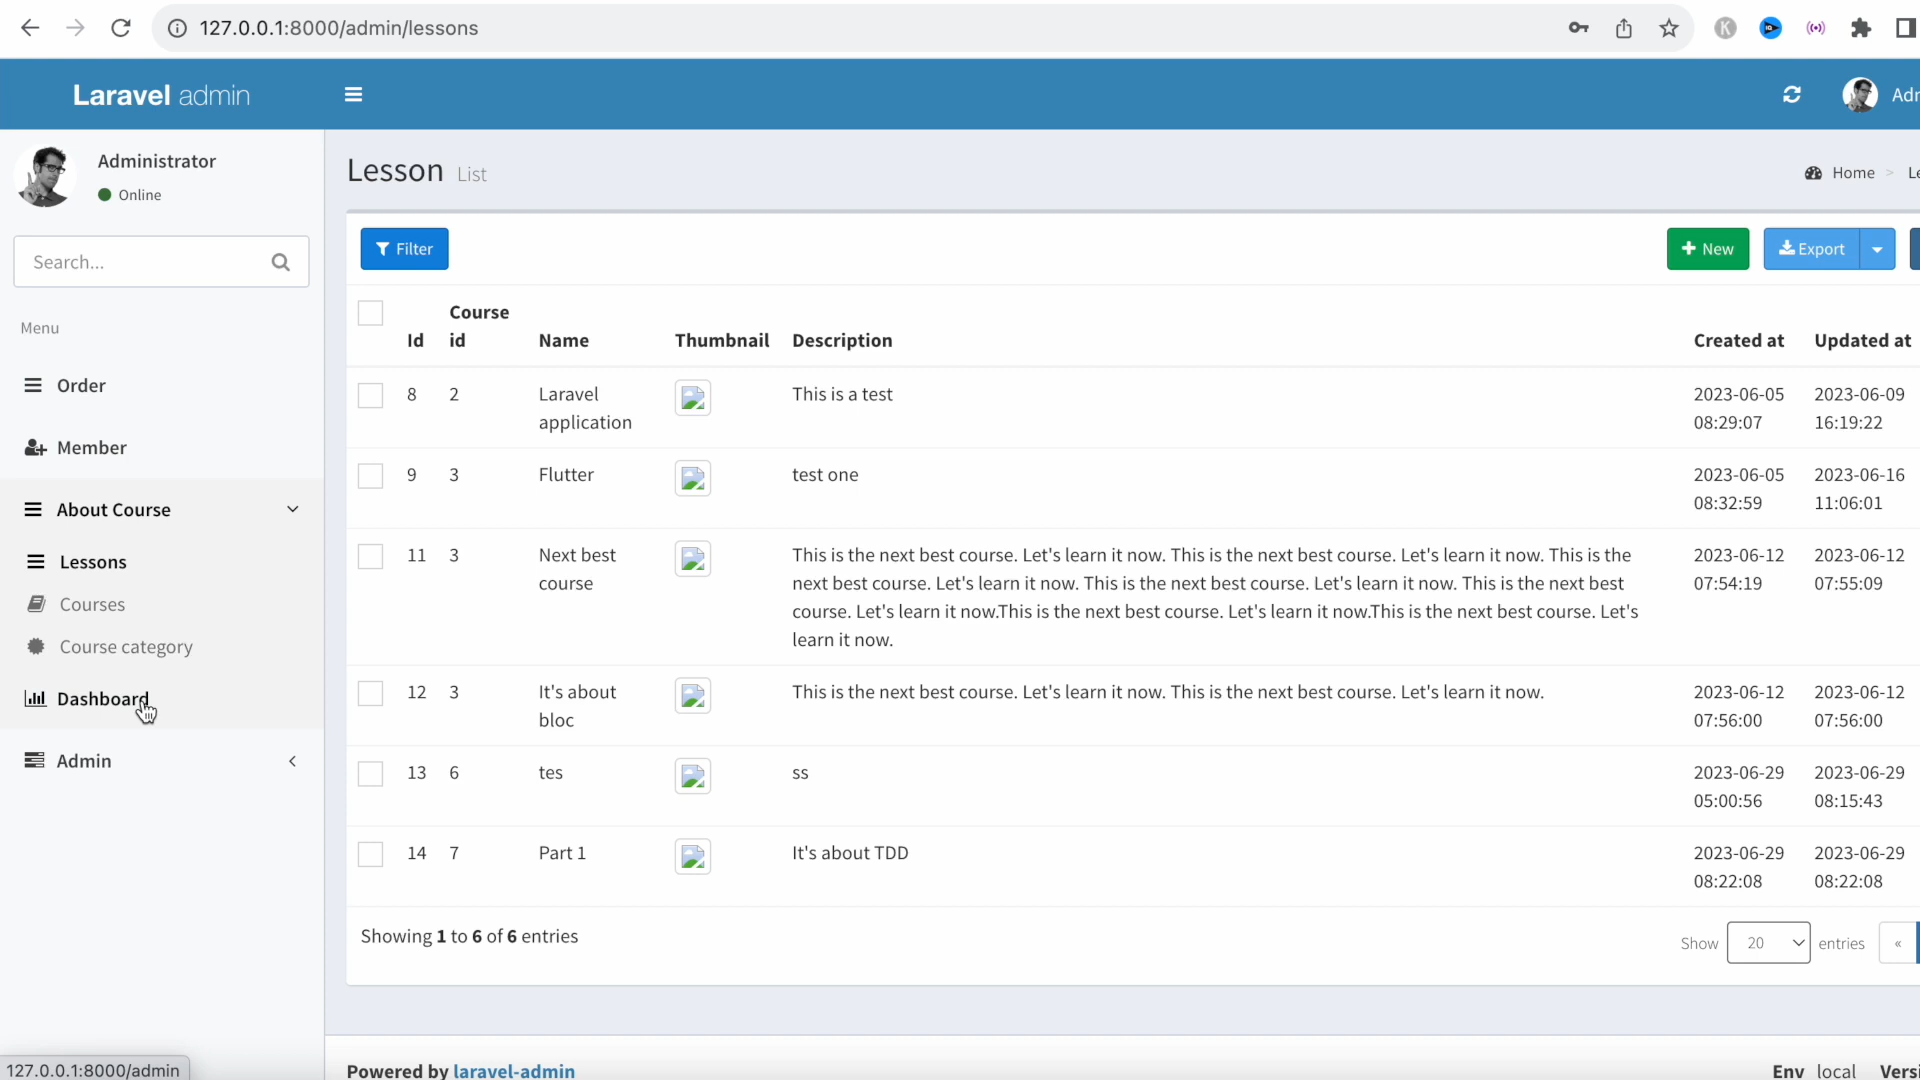 127.0.0.1:8000/admin/lessons
Laravel admin
Administrator
Online
Search...
Menu
Order
Member
About Course
Lessons
Courses
Course category
Dashboard
Admin
Lesson List
Home >
Filter
New
Export
Id Course id Name Thumbnail Description Created at Updated at
8 2 Laravel application This is a test 2023-06-05 08:29:07 2023-06-09 16:19:22
9 3 Flutter test one 2023-06-05 08:32:59 2023-06-16 11:06:01
11 3 Next best course This is the next best course. Let's learn it now. This is the next best course. Let's learn it now. This is the
next best course. Let's learn it now. This is the next best course. Let's learn it now. This is the next best
course. Let's learn it now.This is the next best course. Let's learn it now.This is the next best course. Let's
learn it now. 2023-06-12 07:54:19 2023-06-12 07:55:09
12 3 It's about bloc This is the next best course. Let's learn it now. This is the next best course. Let's learn it now. 2023-06-12 07:56:00 2023-06-12 07:56:00
13 6 tes ss 2023-06-29 05:00:56 2023-06-29 08:15:43
14 7 Part 1 It's about TDD 2023-06-29 08:22:08 2023-06-29 08:22:08
Showing 1 to 6 of 6 entries
Show 20 entries «
Powered by laravel-admin
Env local
127.0.0.1:8000/admin